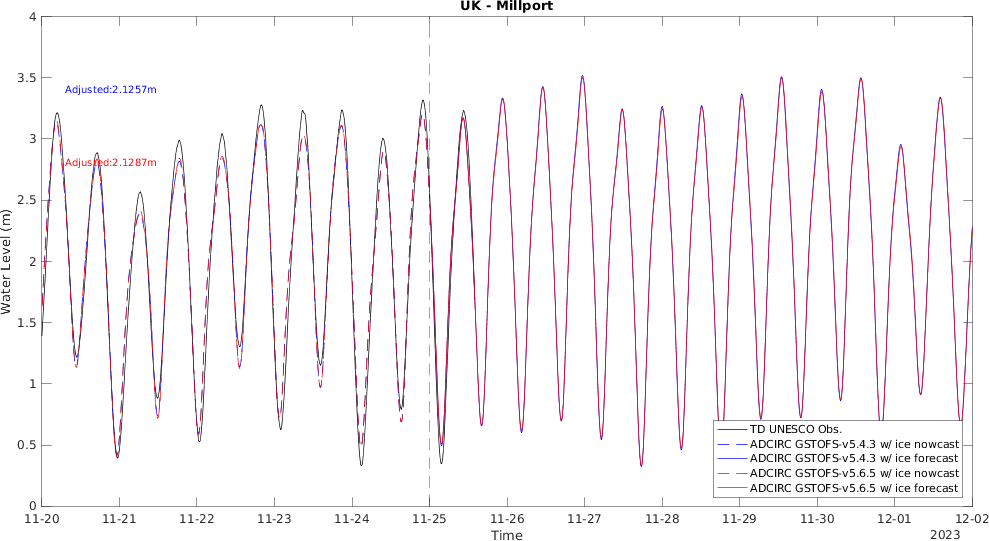 UK - Millport
4
3.5
3
2.5
2
1.5
1
0.5
0
Water Level (m)
Adjusted:2.1257m
Adjusted:2.1287m
TD UNESCO Obs.
ADCIRC GSTOFS-v5.4.3 w/ ice nowcast
ADCIRC GSTOFS-v5.4.3 w/ ice forecast
ADCIRC GSTOFS-v5.6.5 w/ ice nowcast
ADCIRC GSTOFS-v5.6.5 w/ ice forecast
11-20 11-21 11-22 11-23 11-24 11-25 11-26 11-27 11-28 11-29 11-30 12-01 12-02
Time
2023